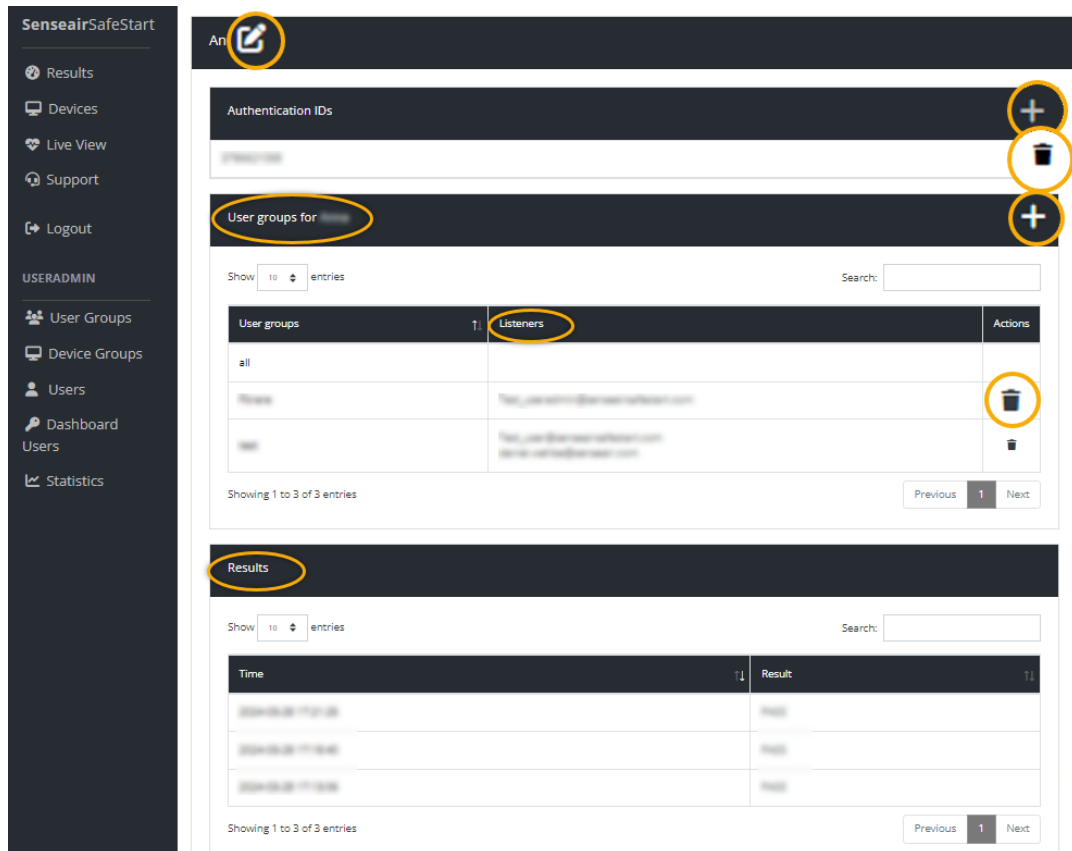 SenseairSafeStart
Results
Devices
Live View
Support
Logout
USERADMIN
User Groups
Device Groups
Users
Dashboard
Users
Statistics
An
Authentication IDs
User groups for
Show 10 entries
Search:
User groups Listeners Actions
all
Showing 1 to 3 of 3 entries
Previous 1 Next
Results
Show 10 entries
Search:
Time Result
Showing 1 to 3 of 3 entries
Previous 1 Next